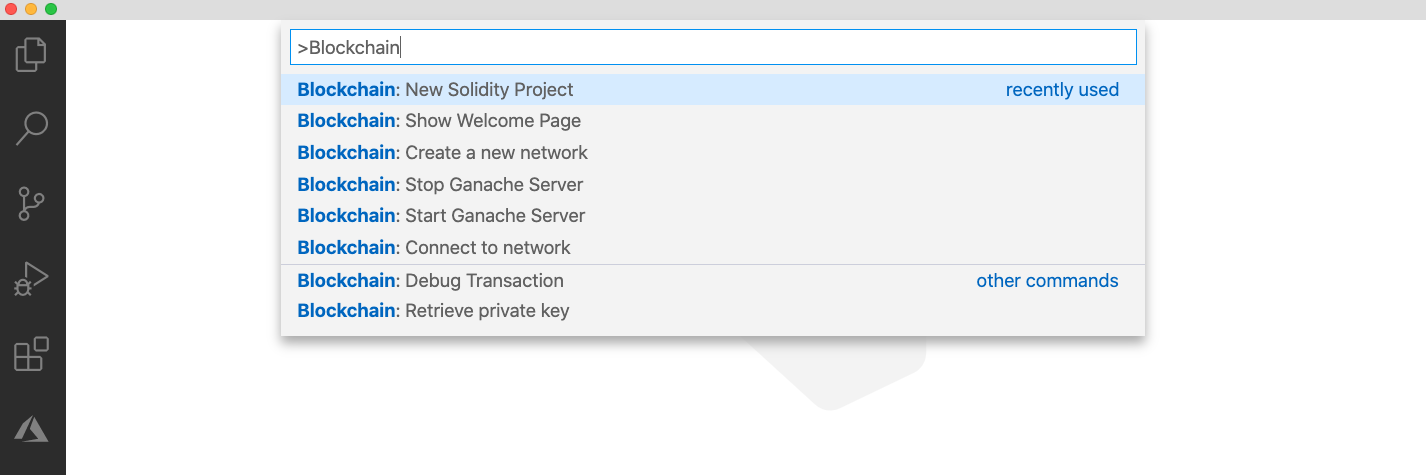 >Blockchain
Blockchain: New Solidity Project recently used
Blockchain: Show Welcome Page
Blockchain: Create a new network
Blockchain: Stop Ganache Server
Blockchain: Start Ganache Server
Blockchain: Connect to network
Blockchain: Debug Transaction other commands
Blockchain: Retrieve private key